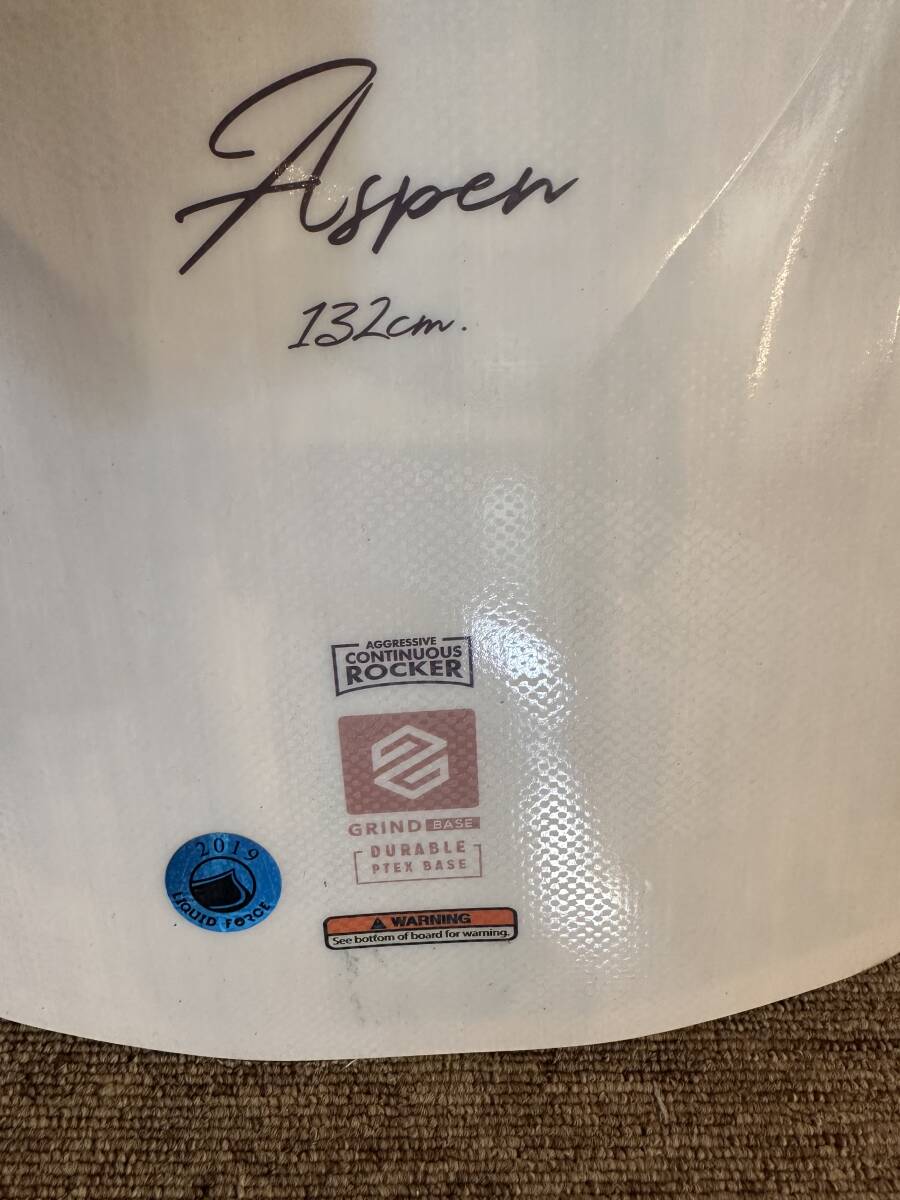 Aspen
132cm.
AGGRESSIVE
CONTINUOUS
ROCKER
GRIND BASE
DURABLE
PTEX BASE
2019
LIQUID FORCE
WARNING
See bottom of board for warning.